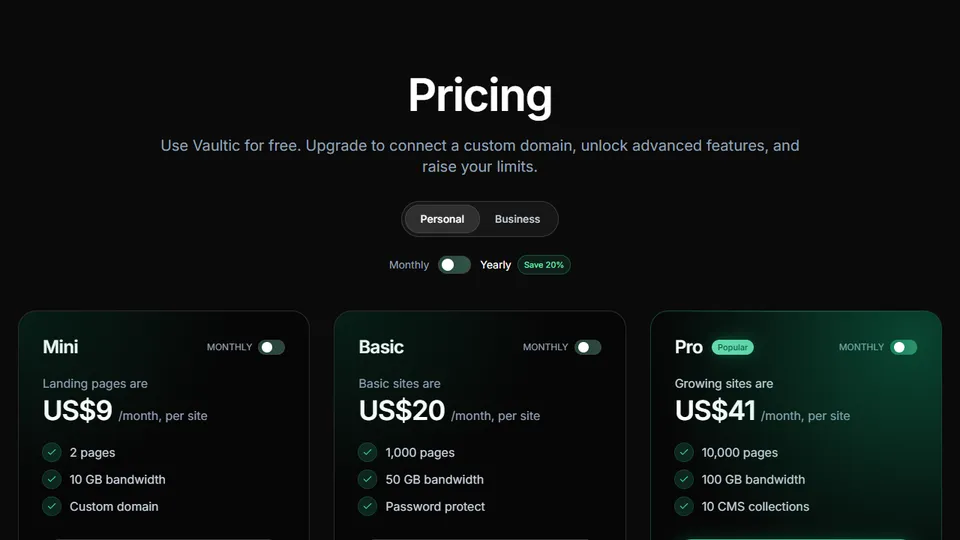 Pricing
Use Vaultic for free. Upgrade to connect a custom domain, unlock advanced features, and
raise your limits.
Personal Business
Monthly Yearly Save 20%
Mini MONTHLY
Landing pages are
US$9 /month, per site
2 pages
10 GB bandwidth
Custom domain
Basic MONTHLY
Basic sites are
US$20 /month, per site
1,000 pages
50 GB bandwidth
Password protect
Pro Popular MONTHLY
Growing sites are
US$41 /month, per site
10,000 pages
100 GB bandwidth
10 CMS collections